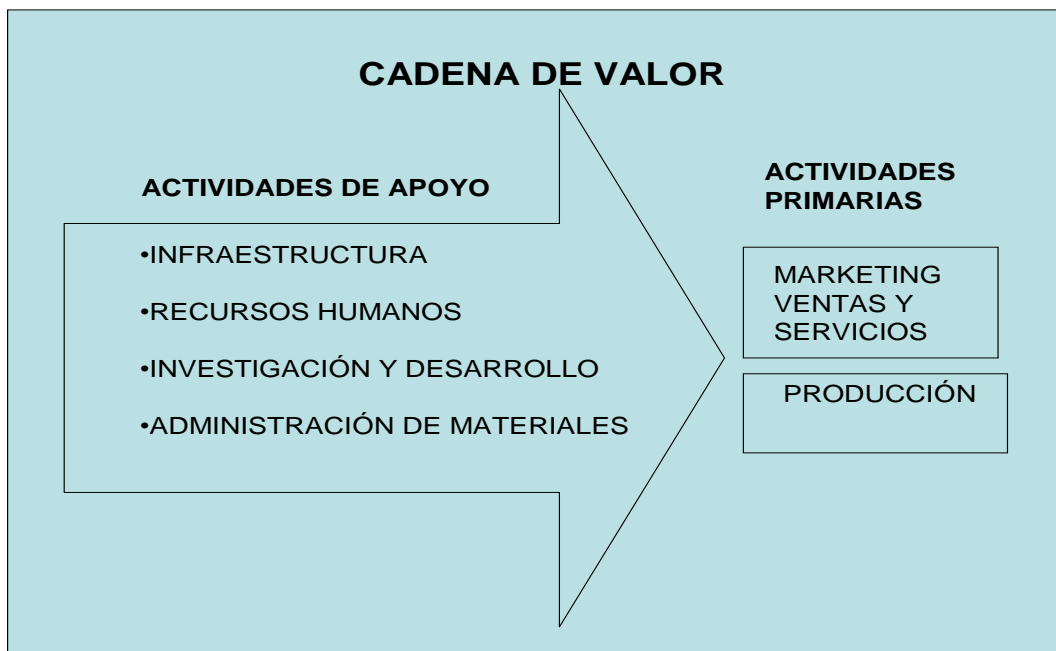 CADENA DE VALOR
ACTIVIDADES DE APOYO
•INFRAESTRUCTURA
•RECURSOS HUMANOS
•INVESTIGACIÓN Y DESARROLLO
•ADMINISTRACIÓN DE MATERIALES
ACTIVIDADES
PRIMARIAS
MARKETING
VENTAS Y
SERVICIOS
PRODUCCIÓN